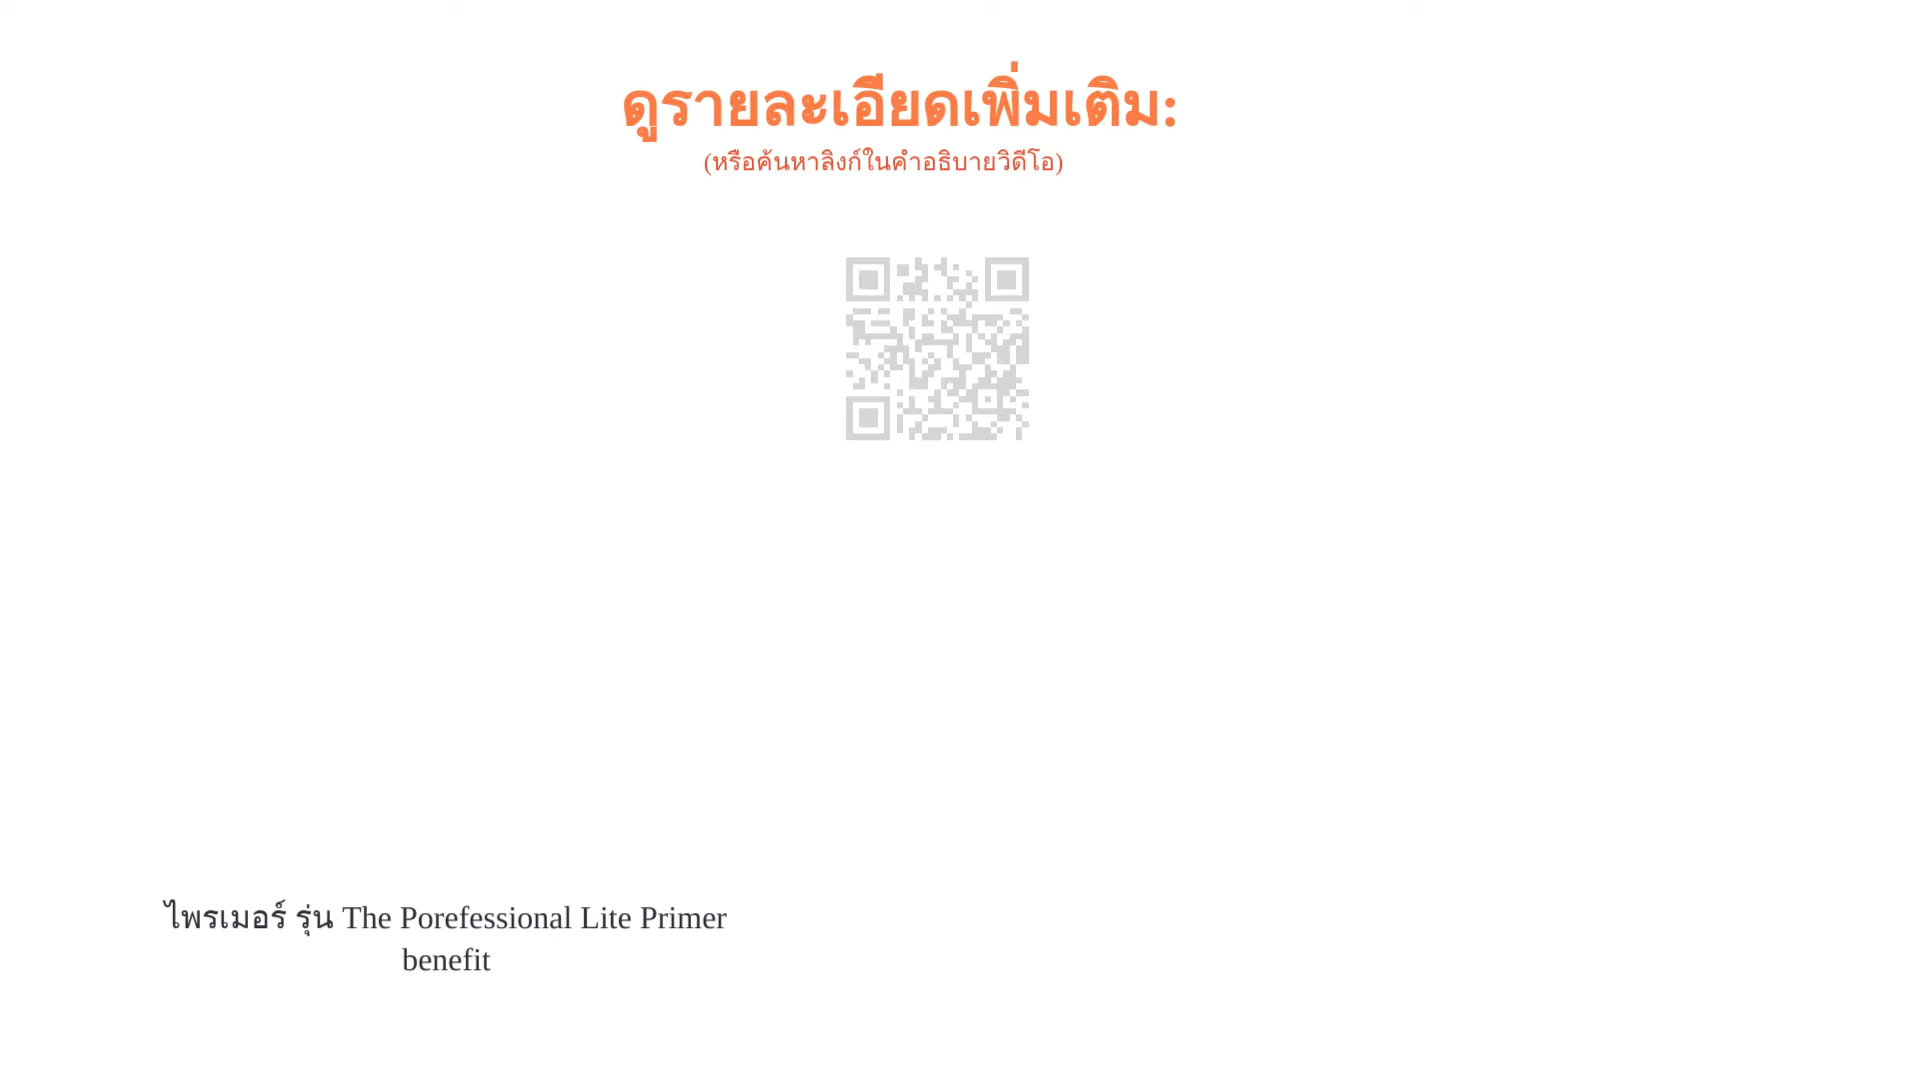 ดูรายละเอียดเพิ่มเติม:
(หรือค้นหาลิงก์ในคำอธิบายวิดีโอ)
ไพรเมอร์ รุ่น The Porefessional Lite Primer
benefit